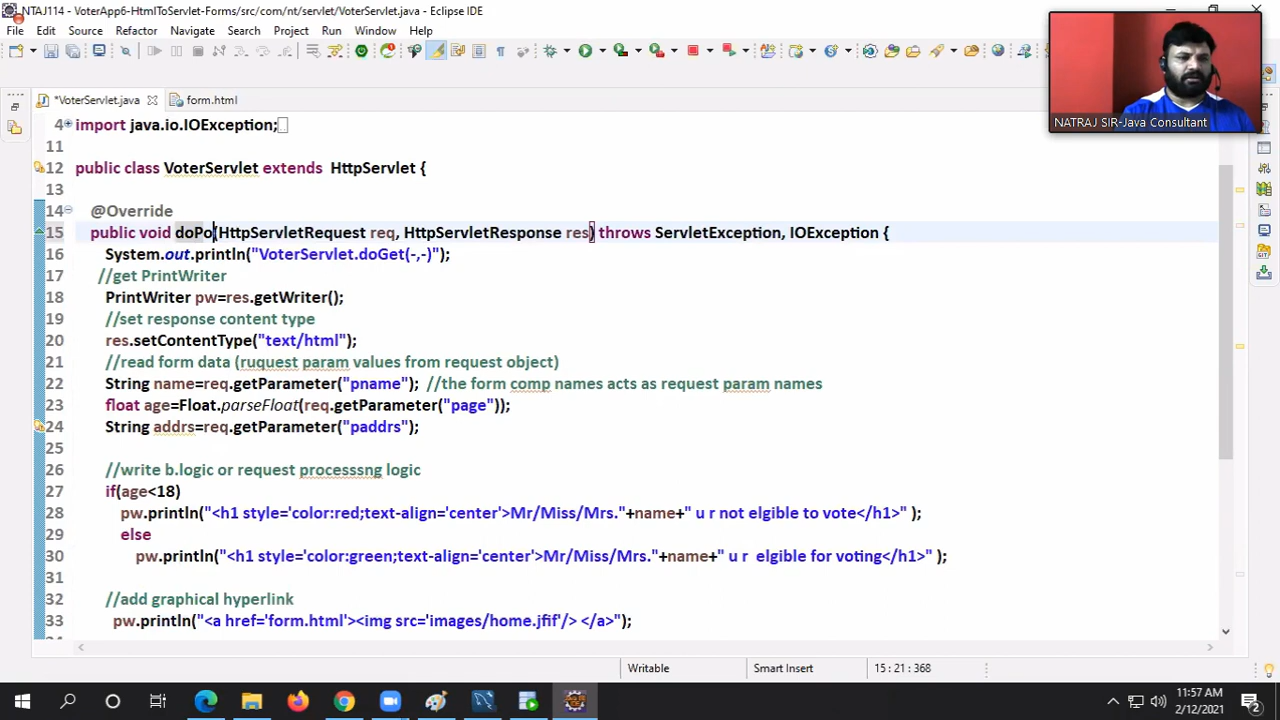 NTAJ114 - VoterApp6-HtmlToServlet-Forms/src/com/nt/servlet/VoterServlet.java - Eclipse IDE
File Edit Source Refactor Navigate Search Project Run Window Help
*VoterServlet.java form.html
NATRAJ SIR-Java Consultant
4 import java.io.IOException;
11
12 public class VoterServlet extends  HttpServlet {
13
14 @Override
15 public void doPo(HttpServletRequest req, HttpServletResponse res) throws ServletException, IOException {
16 System.out.println("VoterServlet.doGet(-,-)");
17 //get PrintWriter
18 PrintWriter pw=res.getWriter();
19 //set response content type
20 res.setContentType("text/html");
21 //read form data (ruquest param values from request object)
22 String name=req.getParameter("pname");  //the form comp names acts as request param names
23 float age=Float.parseFloat(req.getParameter("page"));
24 String addrs=req.getParameter("paddrs");
25
26 //write b.logic or request processsng logic
27 if(age<18)
28 pw.println("<h1 style='color:red;text-align='center'>Mr/Miss/Mrs."+name+" u r not elgible to vote</h1>" );
29 else
30 pw.println("<h1 style='color:green;text-align='center'>Mr/Miss/Mrs."+name+" u r  elgible for voting</h1>" );
31
32 //add graphical hyperlink
33 pw.println("<a href='form.html'><img src='images/home.jfif'/> </a>");
Writable Smart Insert 15 : 21 : 368
11:57 AM
2/12/2021
2